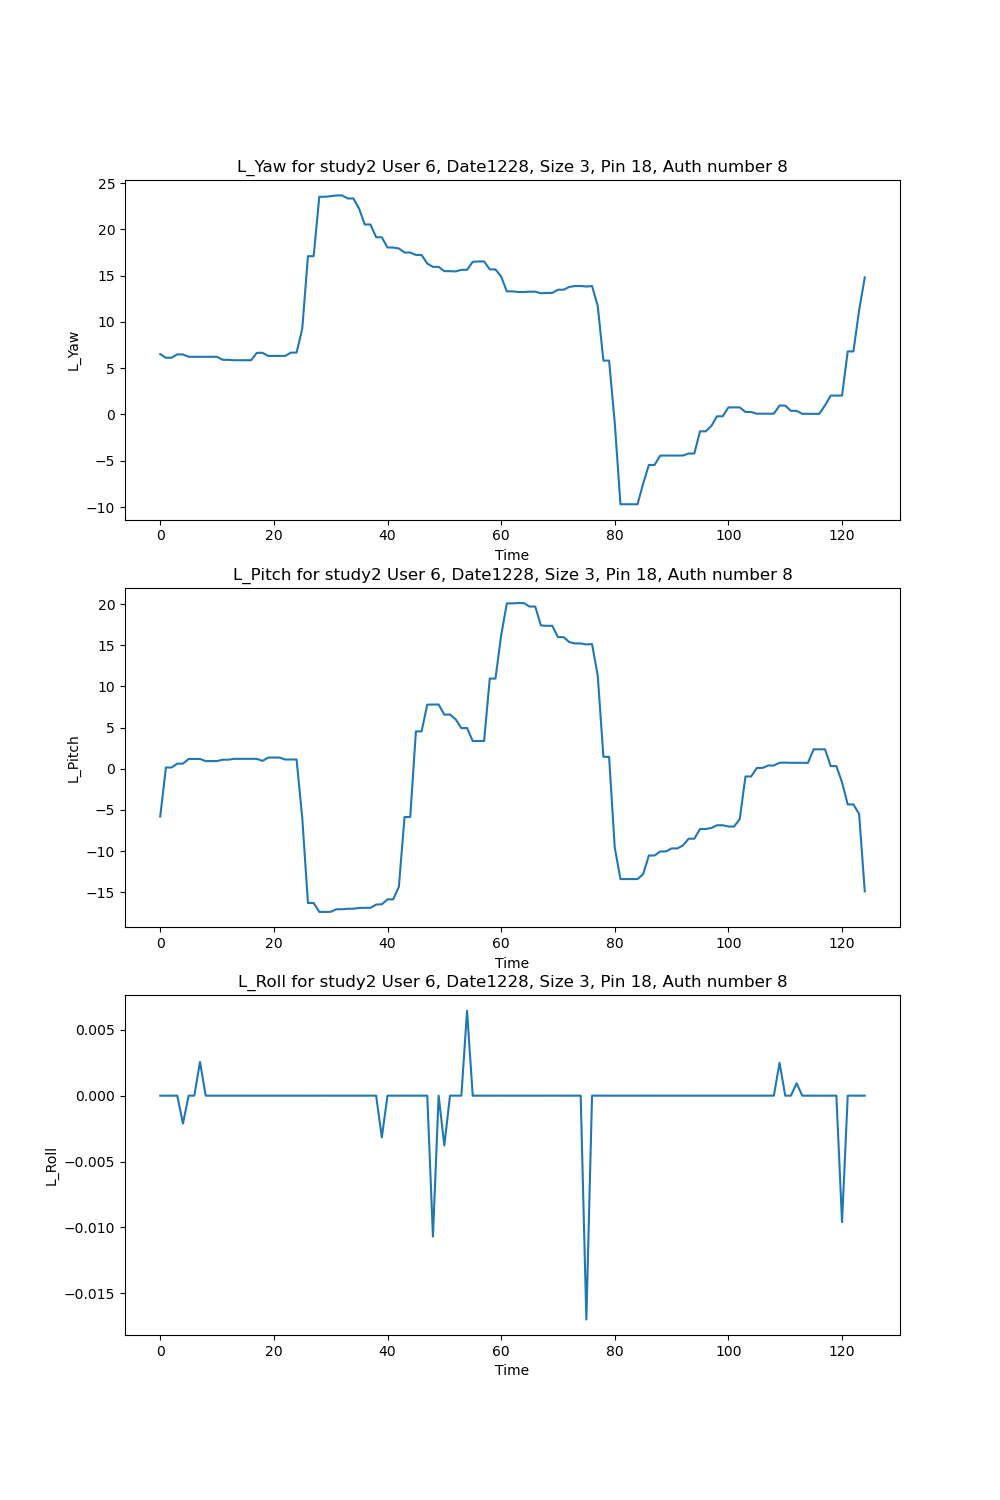 L_Yaw for study2 User 6, Date1228, Size 3, Pin 18, Auth number 8
25
20
15
10
5
0
−5
−10
L_Yaw
0 20 40 60 80 100 120
Time
L_Pitch for study2 User 6, Date1228, Size 3, Pin 18, Auth number 8
20
15
10
5
0
−5
−10
−15
L_Pitch
0 20 40 60 80 100 120
Time
L_Roll for study2 User 6, Date1228, Size 3, Pin 18, Auth number 8
0.005
0.000
−0.005
−0.010
−0.015
L_Roll
0 20 40 60 80 100 120
Time